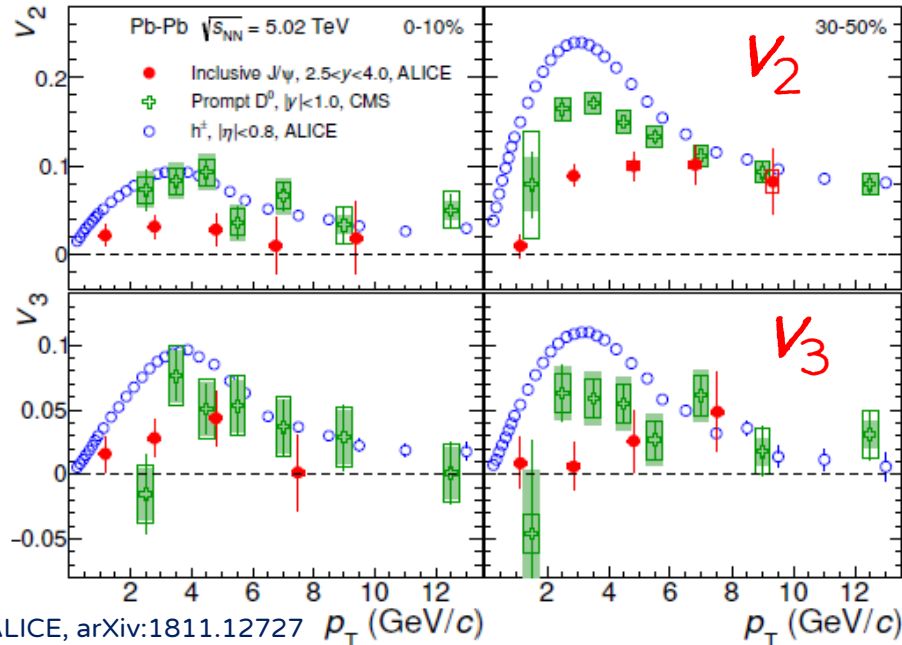 v₂
Pb-Pb √sNN = 5.02 TeV 0-10%
Inclusive J/ψ, 2.5<y<4.0, ALICE
Prompt D⁰, |y|<1.0, CMS
h±, |η|<0.8, ALICE
0.2
0.1
0
30-50%
V₂
v₃
0.1
0.05
0
−0.05
V₃
2 4 6 8 10 12
2 4 6 8 10 12
pT (GeV/c)
pT (GeV/c)
ALICE, arXiv:1811.12727